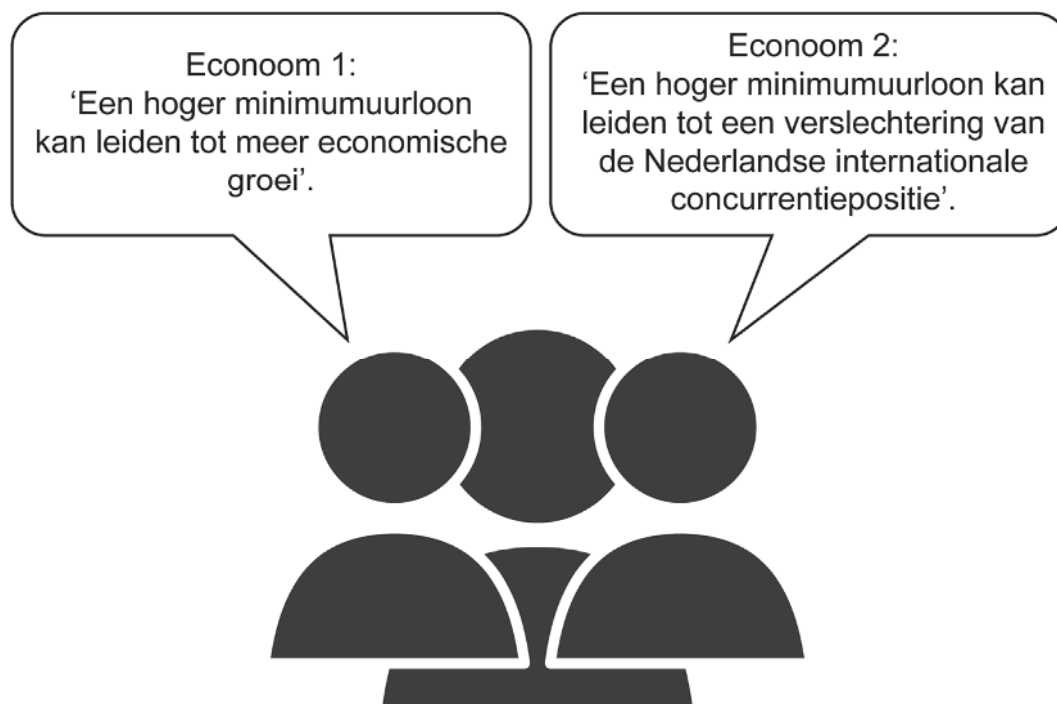 Econoom 1:
‘Een hoger minimumuurloon
kan leiden tot meer economische
groei’.
Econoom 2:
‘Een hoger minimumuurloon kan
leiden tot een verslechtering van
de Nederlandse internationale
concurrentiepositie’.